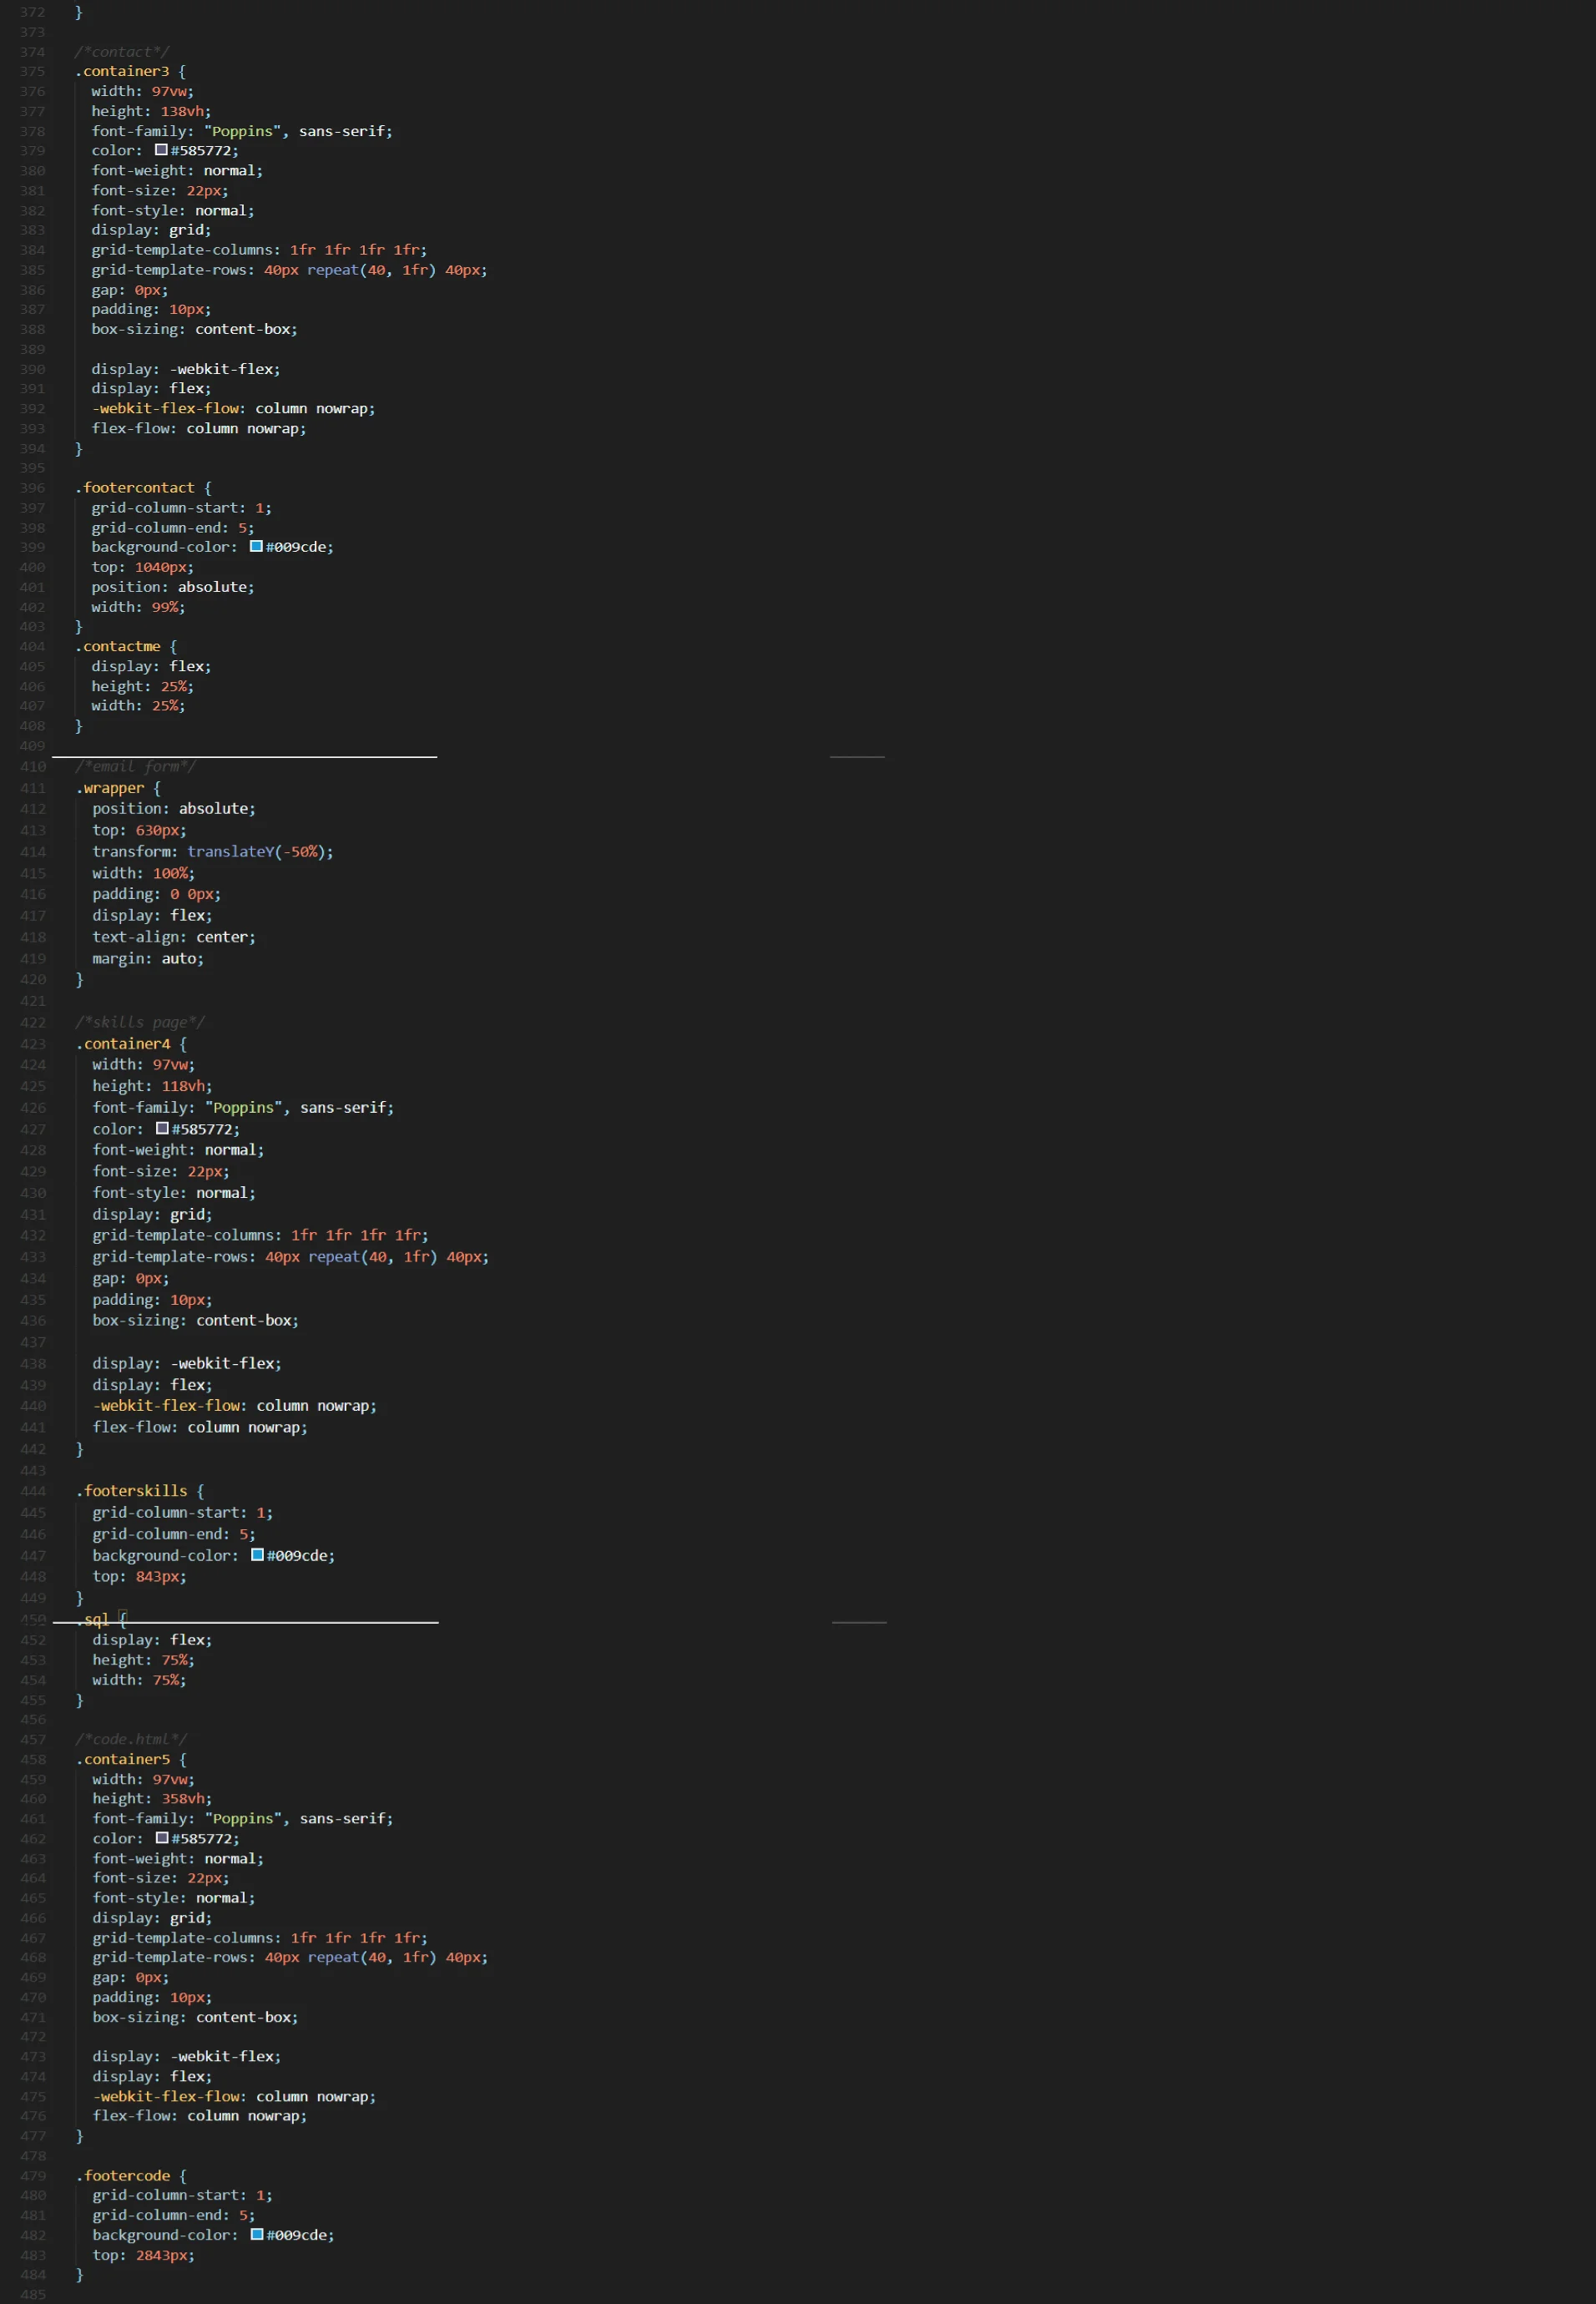 372 }
373
374 /*contact*/
375 .container3 {
376 width: 97vw;
377 height: 138vh;
378 font-family: "Poppins", sans-serif;
379 color: #585772;
380 font-weight: normal;
381 font-size: 22px;
382 font-style: normal;
383 display: grid;
384 grid-template-columns: 1fr 1fr 1fr 1fr;
385 grid-template-rows: 40px repeat(40, 1fr) 40px;
386 gap: 0px;
387 padding: 10px;
388 box-sizing: content-box;
389
390 display: -webkit-flex;
391 display: flex;
392 -webkit-flex-flow: column nowrap;
393 flex-flow: column nowrap;
394 }
395
396 .footercontact {
397 grid-column-start: 1;
398 grid-column-end: 5;
399 background-color: #009cde;
400 top: 1040px;
401 position: absolute;
402 width: 99%;
403 }
404 .contactme {
405 display: flex;
406 height: 25%;
407 width: 25%;
408 }
409
410 /*email form*/
411 .wrapper {
412 position: absolute;
413 top: 630px;
414 transform: translateY(-50%);
415 width: 100%;
416 padding: 0 0px;
417 display: flex;
418 text-align: center;
419 margin: auto;
420 }
421
422 /*skills page*/
423 .container4 {
424 width: 97vw;
425 height: 118vh;
426 font-family: "Poppins", sans-serif;
427 color: #585772;
428 font-weight: normal;
429 font-size: 22px;
430 font-style: normal;
431 display: grid;
432 grid-template-columns: 1fr 1fr 1fr 1fr;
433 grid-template-rows: 40px repeat(40, 1fr) 40px;
434 gap: 0px;
435 padding: 10px;
436 box-sizing: content-box;
437
438 display: -webkit-flex;
439 display: flex;
440 -webkit-flex-flow: column nowrap;
441 flex-flow: column nowrap;
442 }
443
444 .footerskills {
445 grid-column-start: 1;
446 grid-column-end: 5;
447 background-color: #009cde;
448 top: 843px;
449 }
450 .sql {
452 display: flex;
453 height: 75%;
454 width: 75%;
455 }
456
457 /*code.html*/
458 .container5 {
459 width: 97vw;
460 height: 358vh;
461 font-family: "Poppins", sans-serif;
462 color: #585772;
463 font-weight: normal;
464 font-size: 22px;
465 font-style: normal;
466 display: grid;
467 grid-template-columns: 1fr 1fr 1fr 1fr;
468 grid-template-rows: 40px repeat(40, 1fr) 40px;
469 gap: 0px;
470 padding: 10px;
471 box-sizing: content-box;
472
473 display: -webkit-flex;
474 display: flex;
475 -webkit-flex-flow: column nowrap;
476 flex-flow: column nowrap;
477 }
478
479 .footercode {
480 grid-column-start: 1;
481 grid-column-end: 5;
482 background-color: #009cde;
483 top: 2843px;
484 }
485